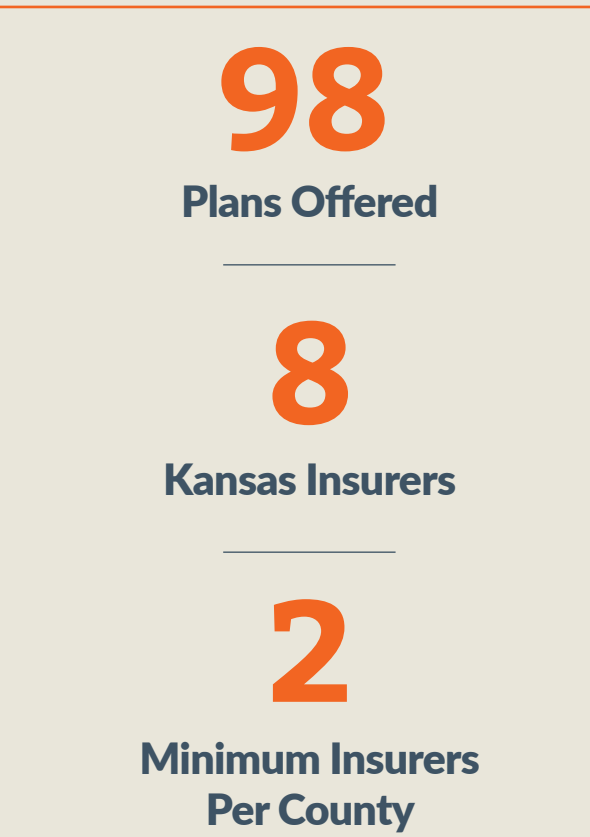 98
Plans Offered
8
Kansas Insurers
2
Minimum Insurers
Per County